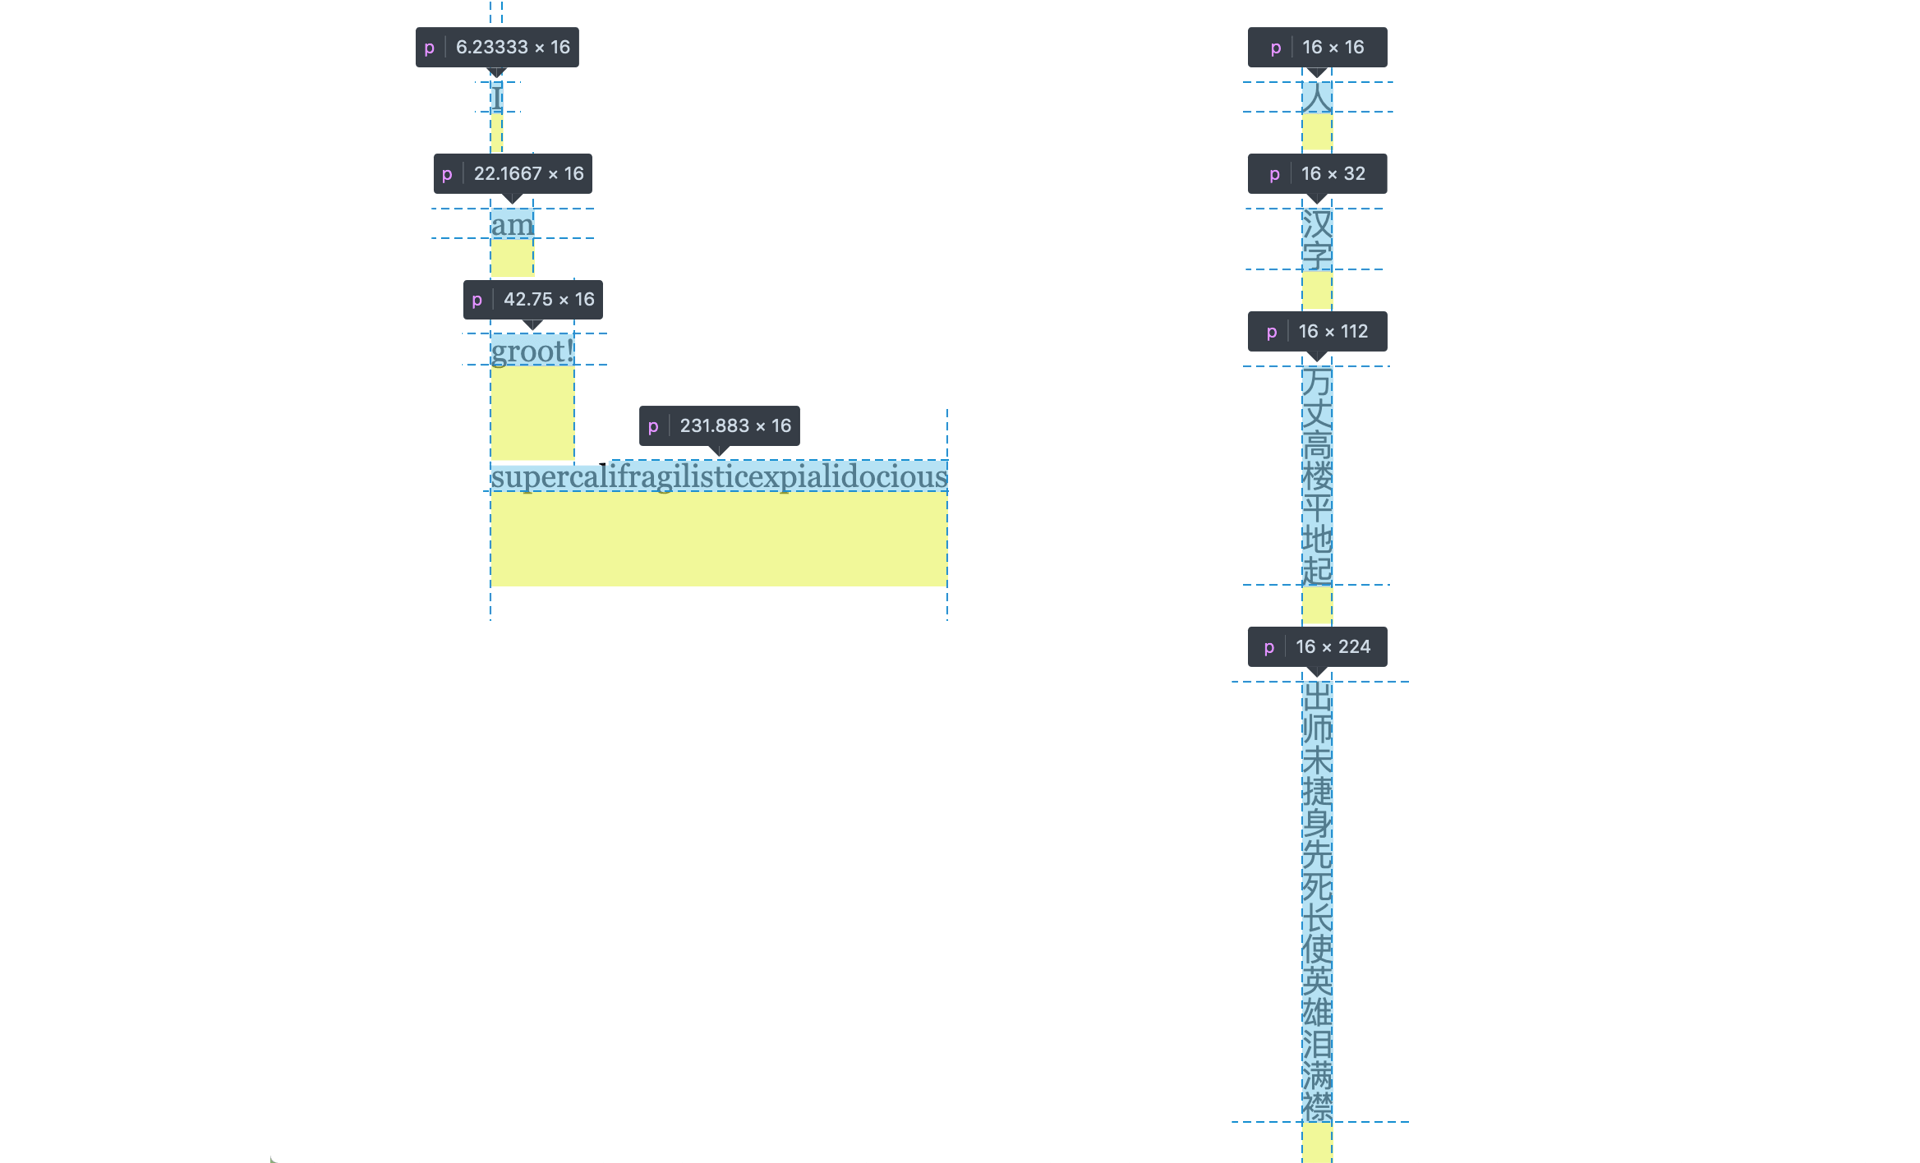 p 6.23333 × 16
I
p 22.1667 × 16
am
p 42.75 × 16
groot!
p 231.883 × 16
supercalifragilisticexpialidocious
p 16 × 16
人
p 16 × 32
汉
字
p 16 × 112
万
丈
高
楼
平
地
起
p 16 × 224
出
师
未
捷
身
先
死
长
使
英
雄
泪
满
襟